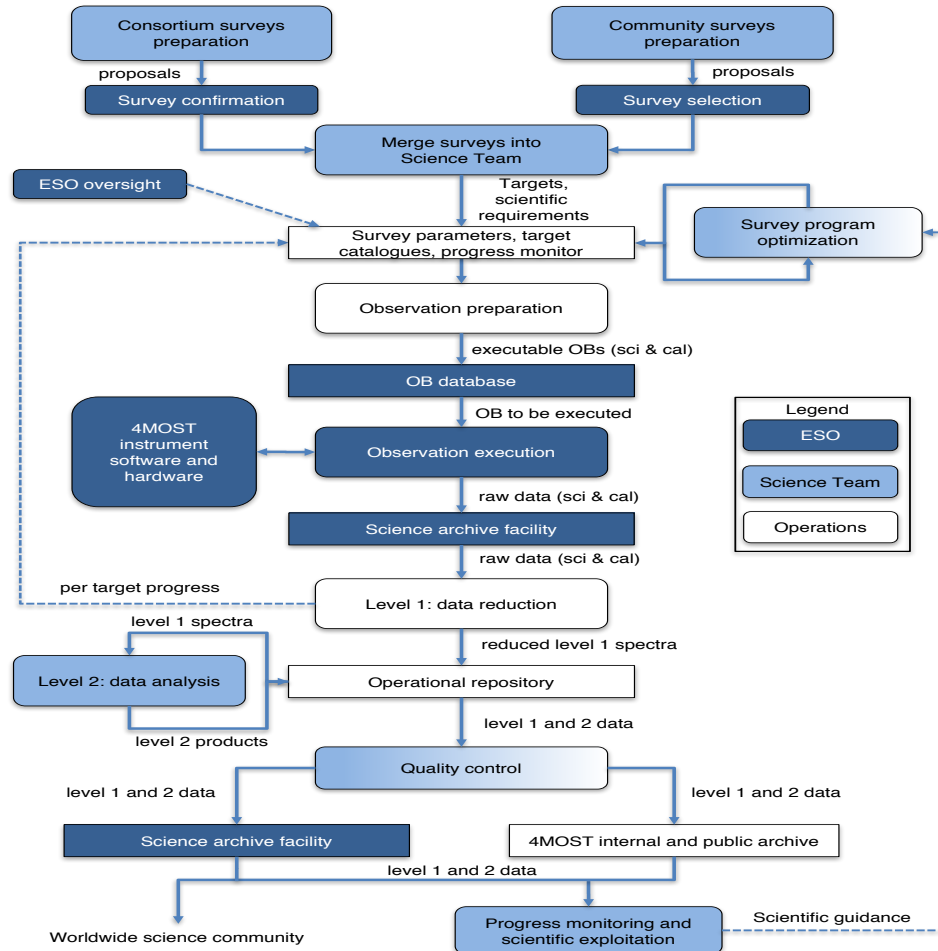 Consortium surveys
preparation
Community surveys
preparation
proposals
proposals
Survey confirmation
Survey selection
Merge surveys into
Science Team
ESO oversight
Targets,
scientific
requirements
Survey parameters, target
catalogues, progress monitor
Survey program
optimization
Observation preparation
executable OBs (sci & cal)
OB database
OB to be executed
4MOST
instrument
software and
hardware
Observation execution
Legend
ESO
Science Team
Operations
raw data (sci & cal)
Science archive facility
raw data (sci & cal)
per target progress
Level 1: data reduction
level 1 spectra
reduced level 1 spectra
Level 2: data analysis
Operational repository
level 2 products
level 1 and 2 data
Quality control
level 1 and 2 data
level 1 and 2 data
Science archive facility
4MOST internal and public archive
level 1 and 2 data
Worldwide science community
Progress monitoring and
scientific exploitation
Scientific guidance